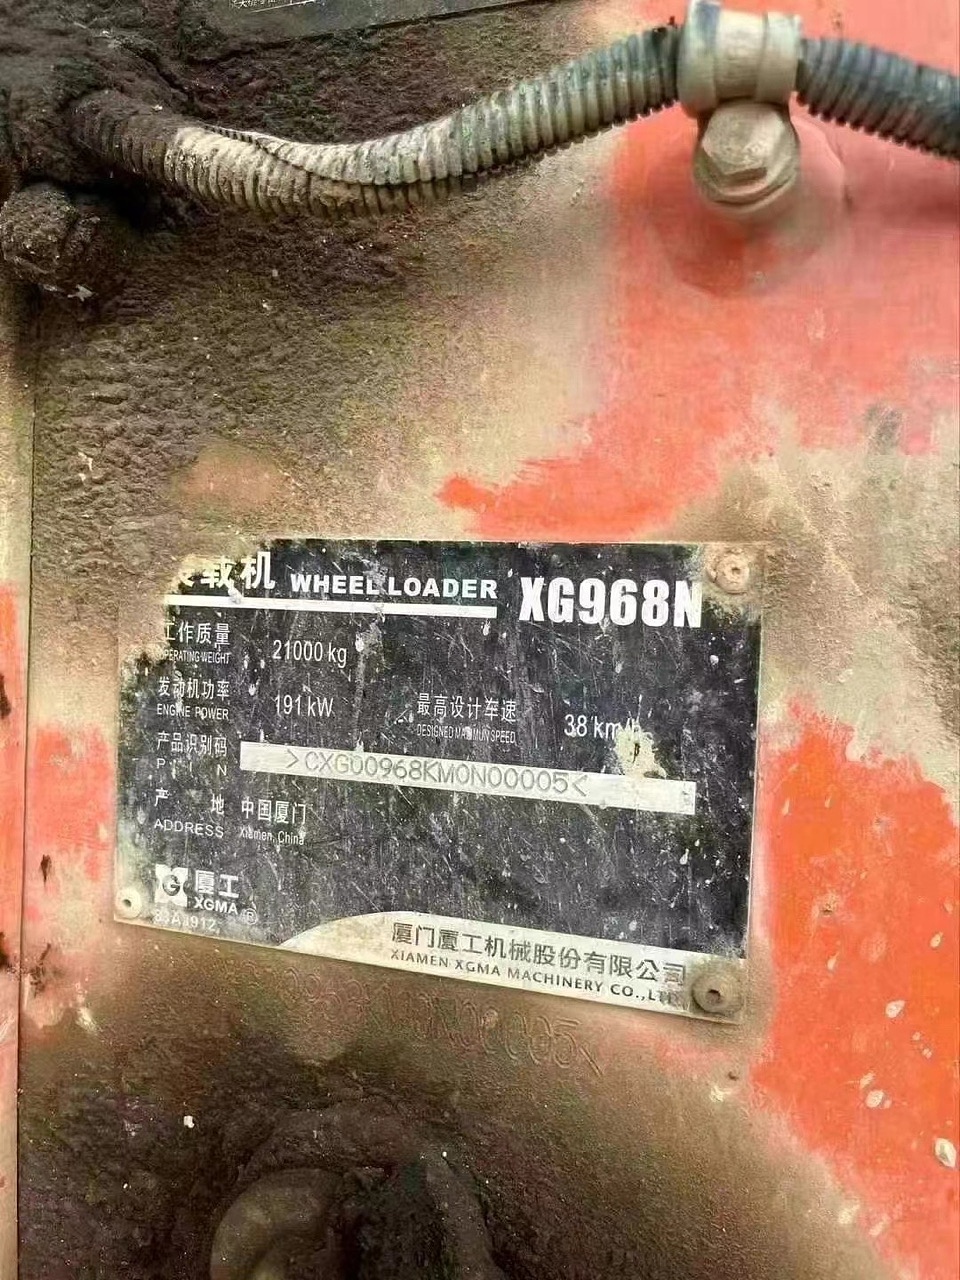 载机 WHEEL LOADER XG968N
工作质量 21000 kg
OPERATING WEIGHT
发动机功率 191 kW 最高设计车速 38 km/h
ENGINE POWER DESIGNED MAXIMUN SPEED
产品识别码 >CXG00968KM0N00005<
P I N
产 地 中国厦门
ADDRESS Xiamen, China
G 厦工
XGMA ®
厦门厦工机械股份有限公司
XIAMEN XGMA MACHINERY CO.,LTD